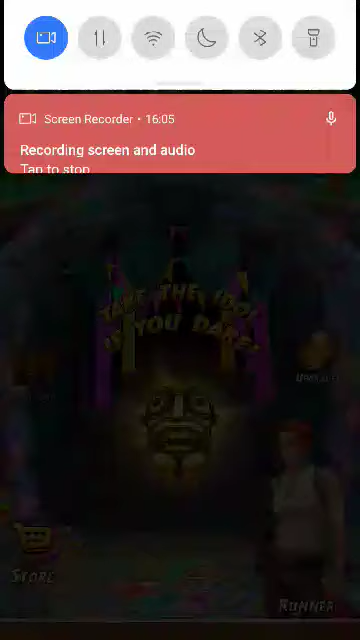 Screen Recorder • 16:05
Recording screen and audio
Tap to stop
TAKE THE IDOL
IF YOU DARE!
STORE
RUNNER